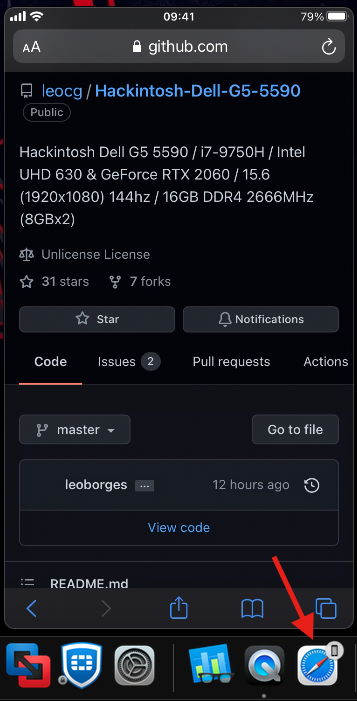 09:41
79%
AA
github.com
leocg / Hackintosh-Dell-G5-5590
Public
Hackintosh Dell G5 5590 / i7-9750H / Intel
UHD 630 & GeForce RTX 2060 / 15.6
(1920x1080) 144hz / 16GB DDR4 2666MHz
(8GBx2)
Unlicense License
31 stars
7 forks
Star
Notifications
Code
Issues 2
Pull requests
Actions
master
Go to file
leoborges ...
12 hours ago
View code
README.md